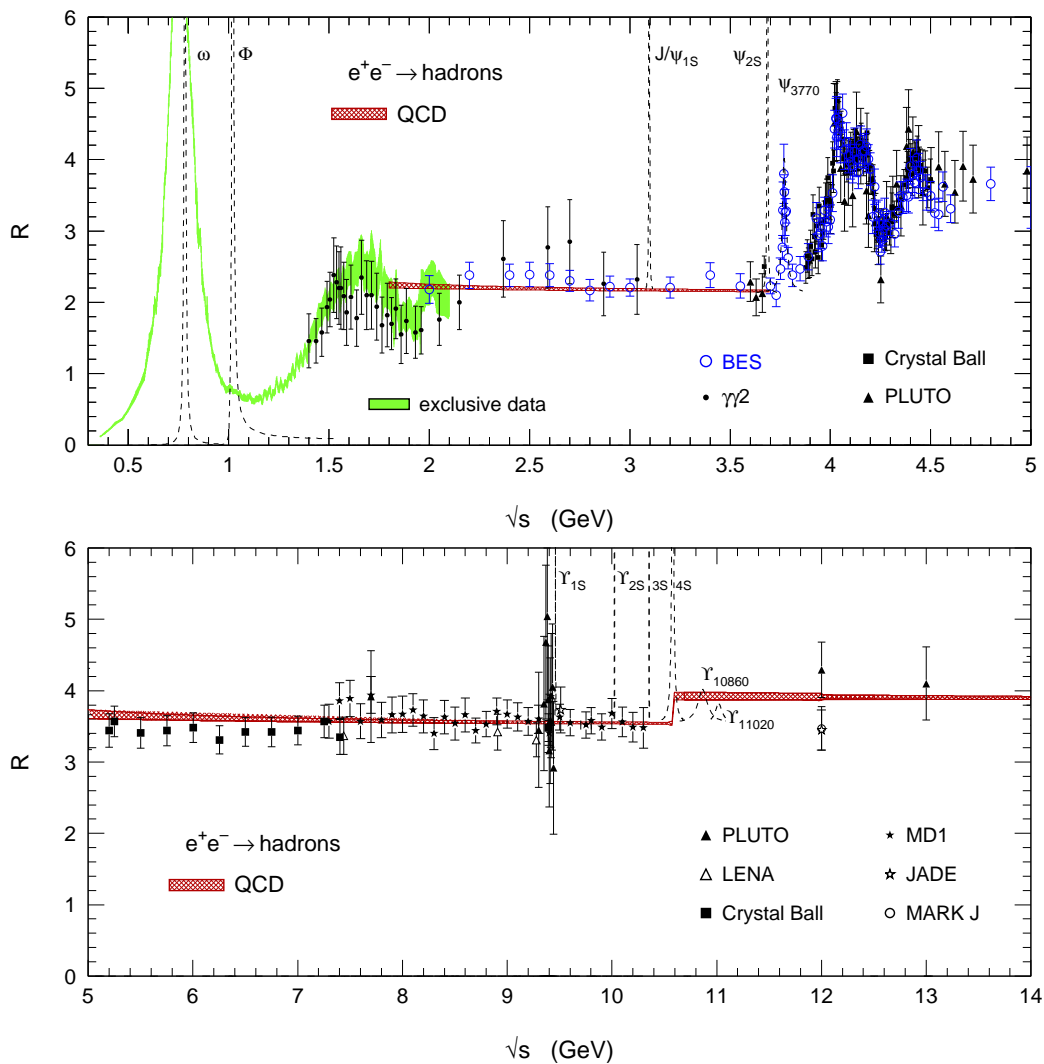 6
5
4
3
2
1
0
R
ω
Φ
J/ψ1S
ψ2S
ψ3770
e+e− → hadrons
QCD
exclusive data
BES
γγ2
Crystal Ball
PLUTO
0.5 1 1.5 2 2.5 3 3.5 4 4.5 5
√s (GeV)
6
5
4
3
2
1
0
R
ϒ1S
ϒ2S
3S
4S
ϒ10860
ϒ11020
e+e− → hadrons
QCD
PLUTO
LENA
Crystal Ball
MD1
JADE
MARK J
5 6 7 8 9 10 11 12 13 14
√s (GeV)